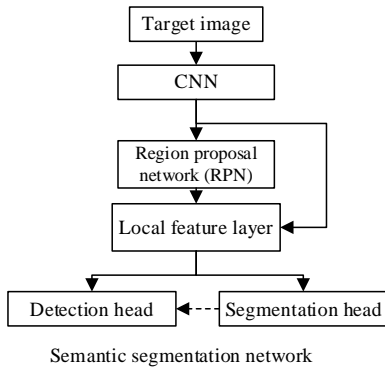 Target image
CNN
Region proposal
network (RPN)
Local feature layer
Detection head
Segmentation head
Semantic segmentation network